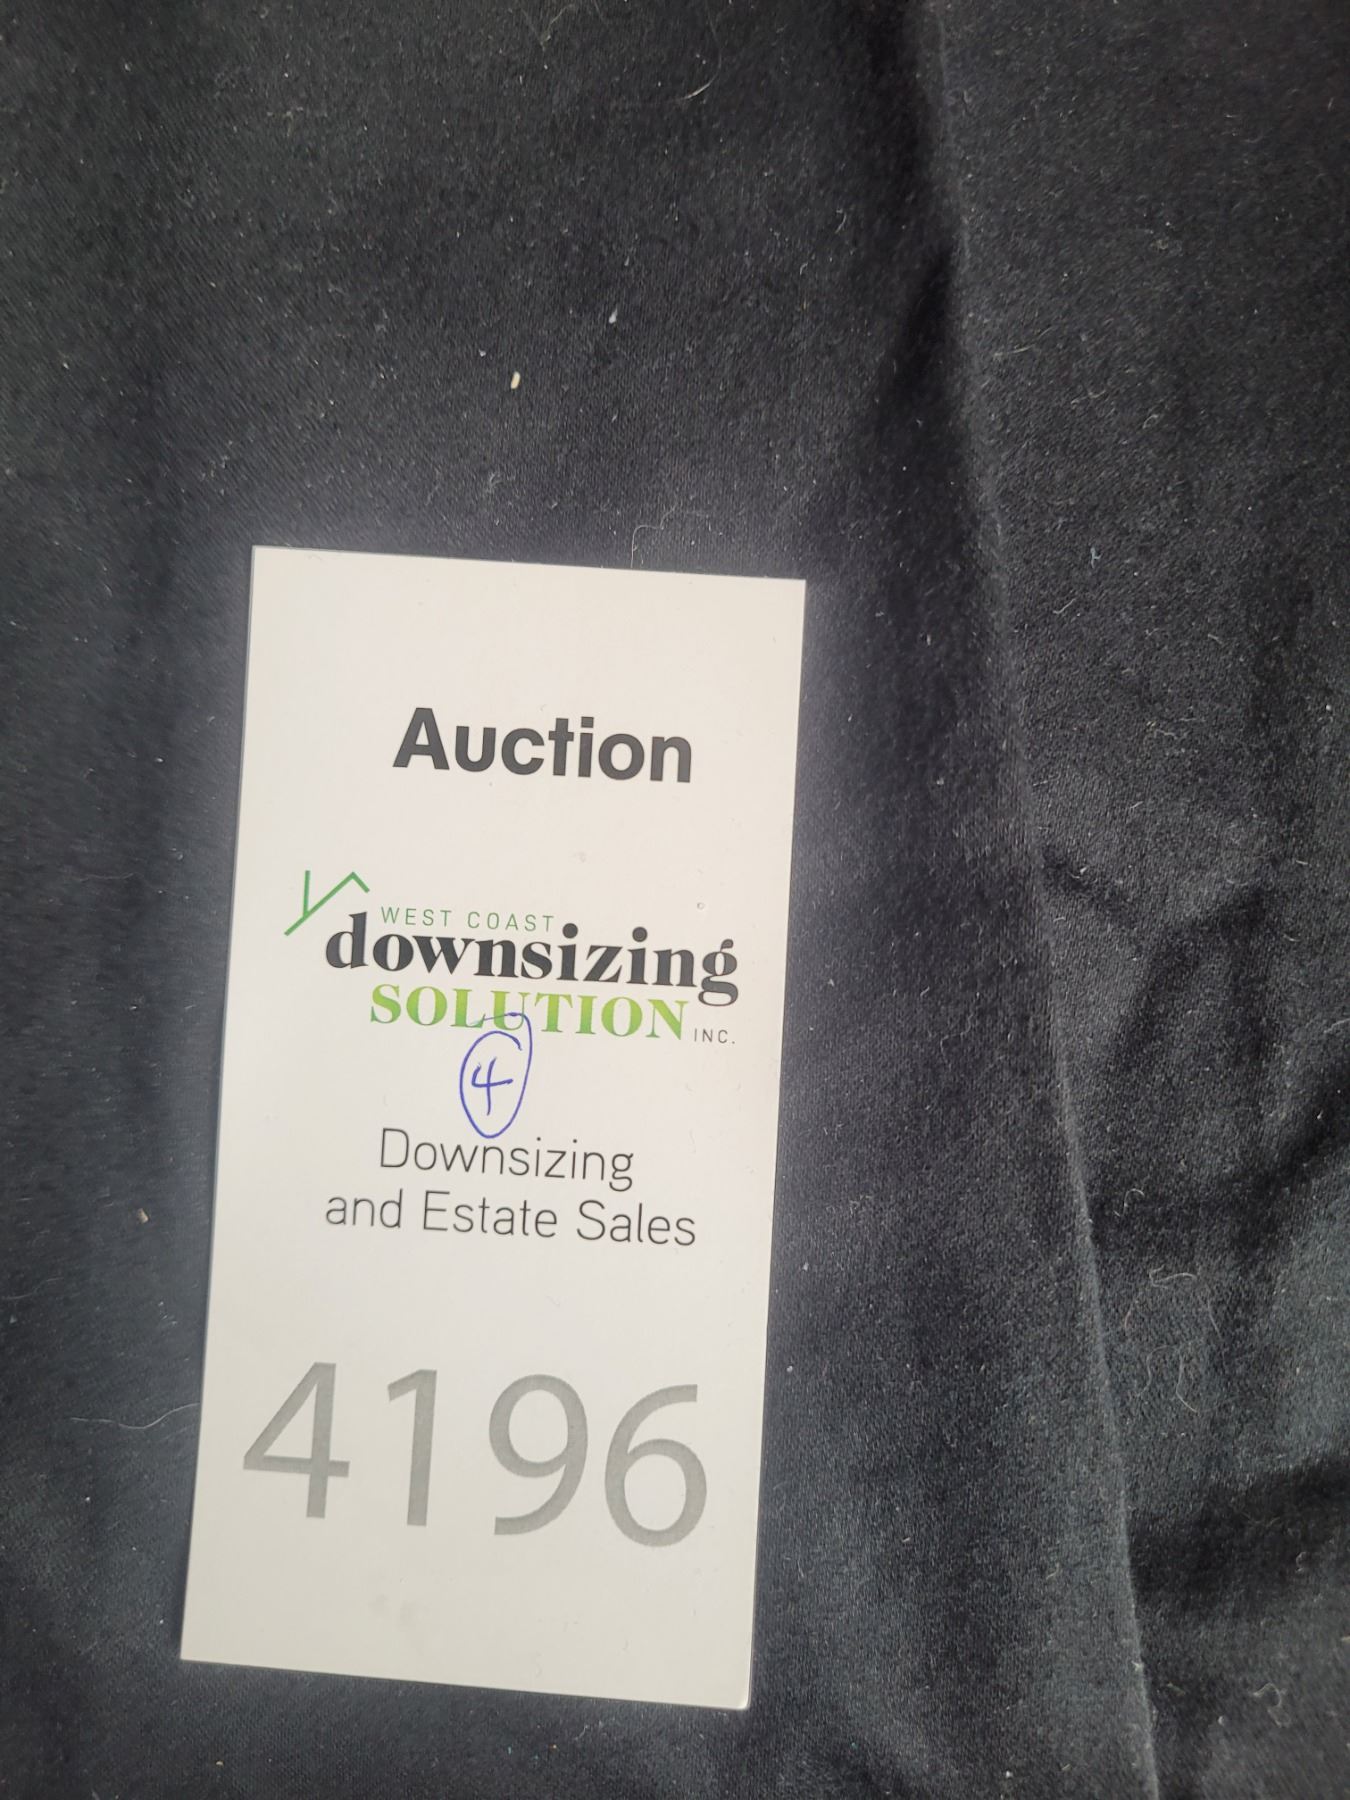 Auction
WEST COAST
downsizing
SOLUTION INC.
4
Downsizing
and Estate Sales
4196